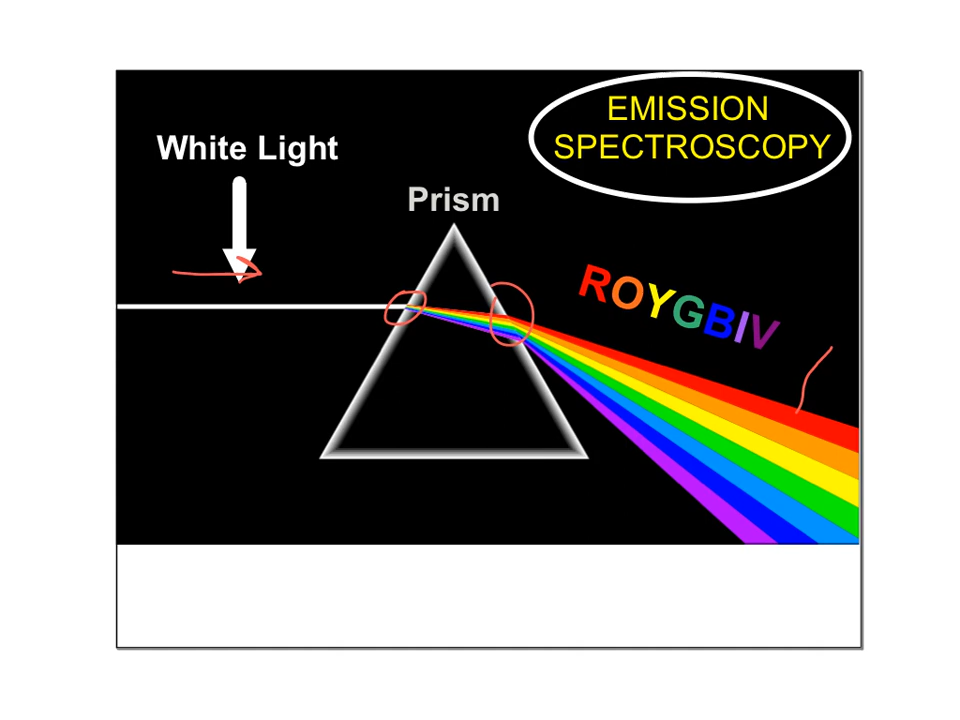 EMISSION
SPECTROSCOPY
White Light
Prism
ROYGBIV